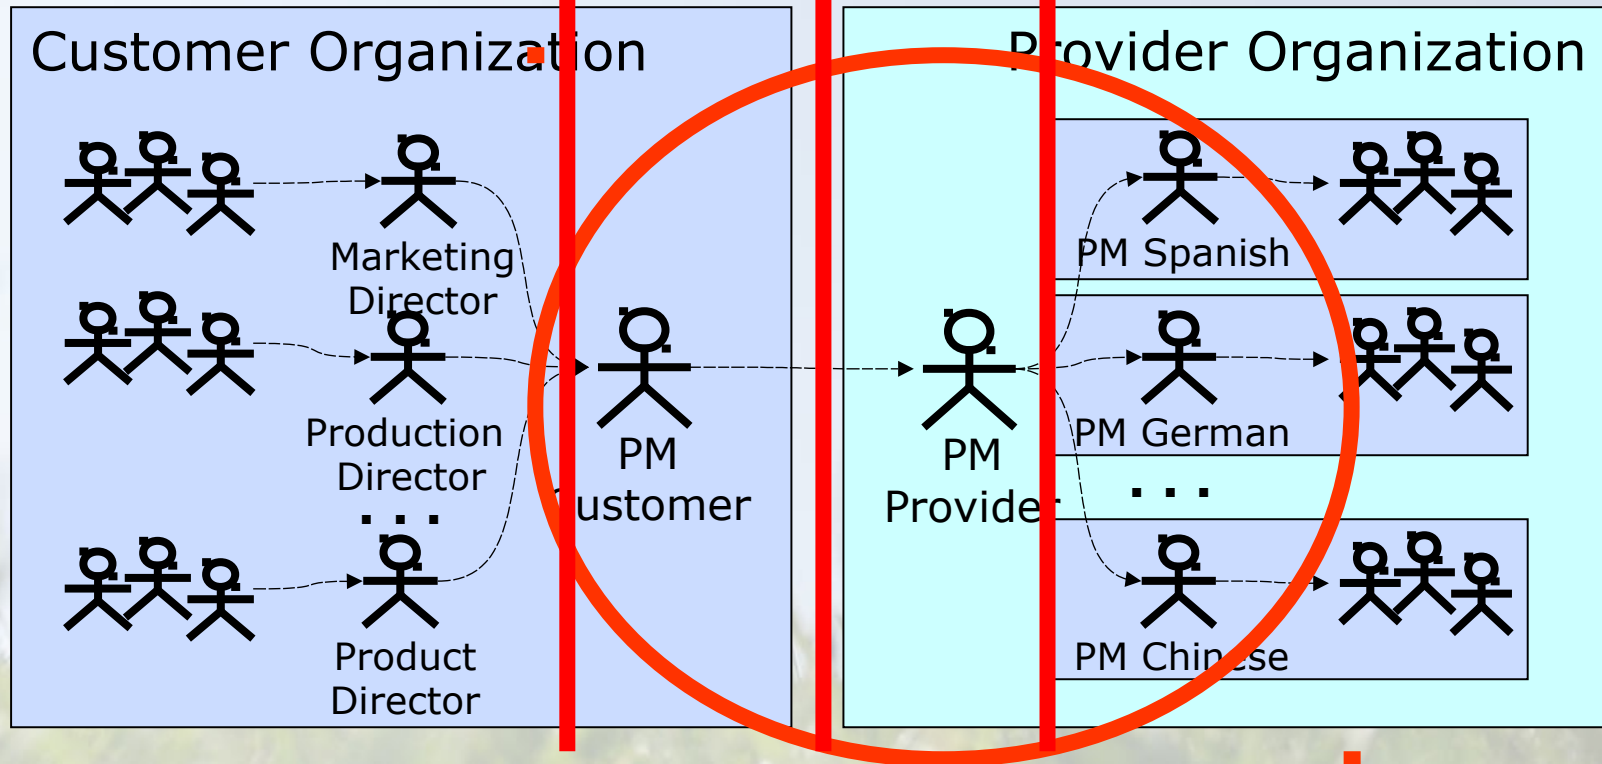 Customer Organization
Provider Organization
Marketing
Director
Production
Director
. . .
Product
Director
PM
Customer
PM
Provider
PM Spanish
PM German
. . .
PM Chinese